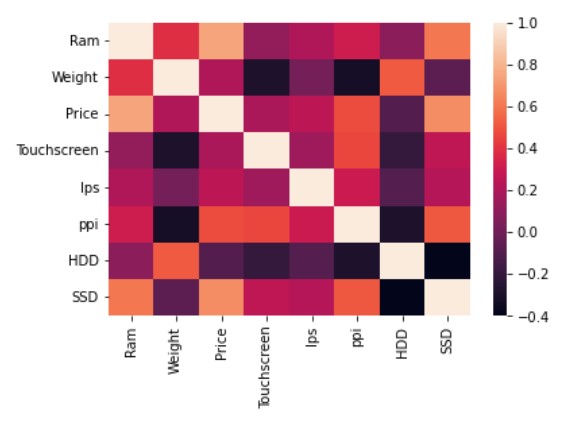 Ram
Weight
Price
Touchscreen
Ips
ppi
HDD
SSD
Ram
Weight
Price
Touchscreen
Ips
ppi
HDD
SSD
1.0
0.8
0.6
0.4
0.2
0.0
−0.2
−0.4